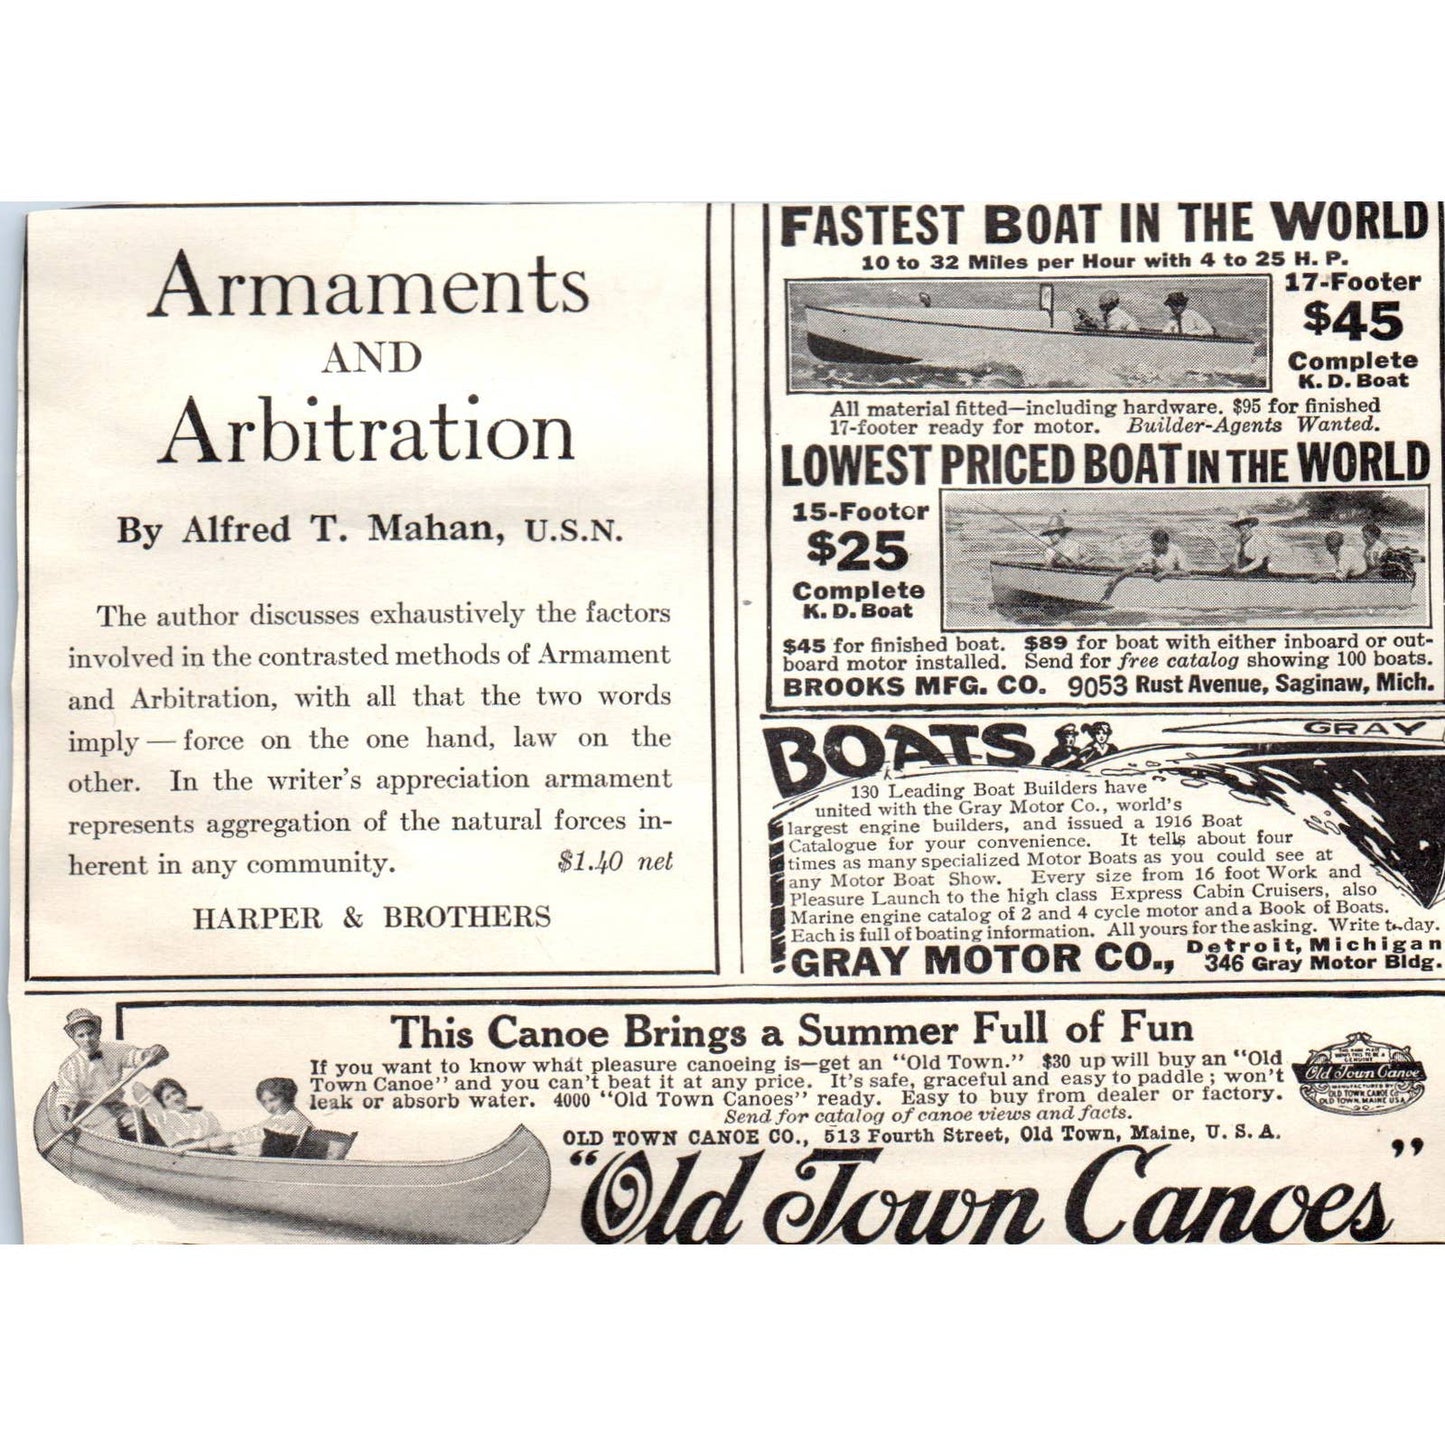 Armaments
AND
Arbitration
By Alfred T. Mahan, U.S.N.
The author discusses exhaustively the factors
involved in the contrasted methods of Armament
and Arbitration, with all that the two words
imply — force on the one hand, law on the
other. In the writer's appreciation armament
represents aggregation of the natural forces in-
herent in any community. $1.40 net
HARPER & BROTHERS
FASTEST BOAT IN THE WORLD
10 to 32 Miles per Hour with 4 to 25 H. P.
17-Footer
$45
Complete
K. D. Boat
All material fitted—including hardware. $95 for finished
17-footer ready for motor. Builder-Agents Wanted.
LOWEST PRICED BOAT IN THE WORLD
15-Footer
$25
Complete
K. D. Boat
$45 for finished boat. $89 for boat with either inboard or out-
board motor installed. Send for free catalog showing 100 boats.
BROOKS MFG. CO. 9053 Rust Avenue, Saginaw, Mich.
BOATS
GRAY
130 Leading Boat Builders have
united with the Gray Motor Co., world's
largest engine builders, and issued a 1916 Boat
Catalogue for your convenience. It tells about four
times as many specialized Motor Boats as you could see at
any Motor Boat Show. Every size from 16 foot Work and
Pleasure Launch to the high class Express Cabin Cruisers, also
Marine engine catalog of 2 and 4 cycle motor and a Book of Boats.
Each is full of boating information. All yours for the asking. Write today.
GRAY MOTOR CO., Detroit, Michigan
346 Gray Motor Bldg.
This Canoe Brings a Summer Full of Fun
If you want to know what pleasure canoeing is—get an "Old Town." $30 up will buy an "Old
Town Canoe" and you can't beat it at any price. It's safe, graceful and easy to paddle; won't
leak or absorb water. 4000 "Old Town Canoes" ready. Easy to buy from dealer or factory.
Send for catalog of canoe views and facts.
OLD TOWN CANOE CO., 513 Fourth Street, Old Town, Maine, U. S. A.
GENUINE
Old Town Canoe
MANUFACTURED BY
OLD TOWN CANOE CO
OLD TOWN, MAINE U.S.A.
"Old Town Canoes"